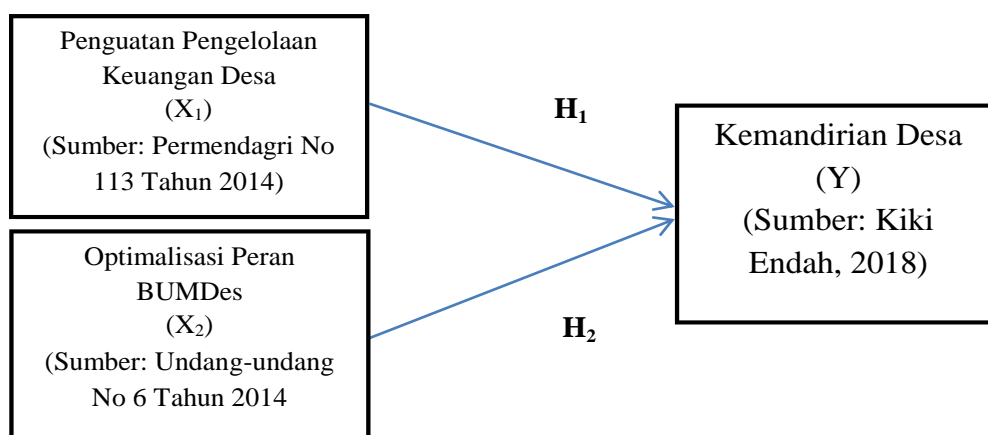 Penguatan Pengelolaan
Keuangan Desa
(X₁)
(Sumber: Permendagri No
113 Tahun 2014)
Optimalisasi Peran
BUMDes
(X₂)
(Sumber: Undang-undang
No 6 Tahun 2014
H₁
H₂
Kemandirian Desa
(Y)
(Sumber: Kiki
Endah, 2018)